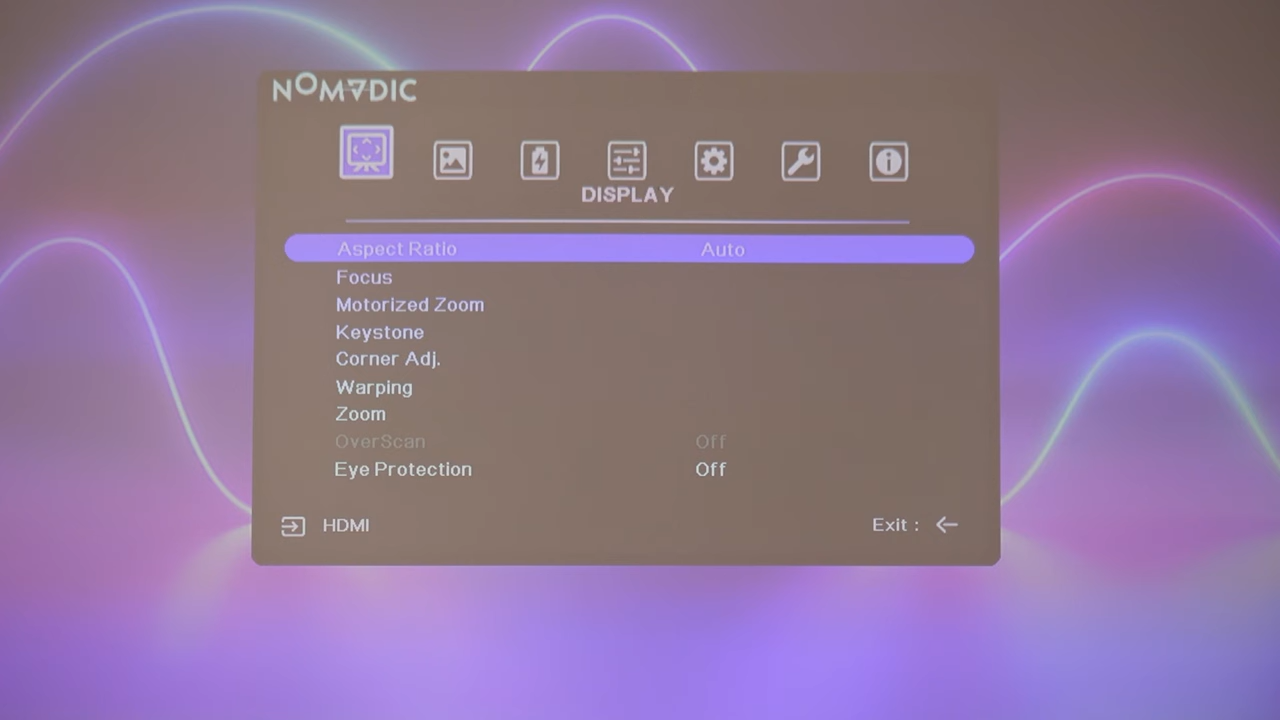 NOMADIC
DISPLAY
Aspect Ratio Auto
Focus
Motorized Zoom
Keystone
Corner Adj.
Warping
Zoom
OverScan Off
Eye Protection Off
HDMI Exit :